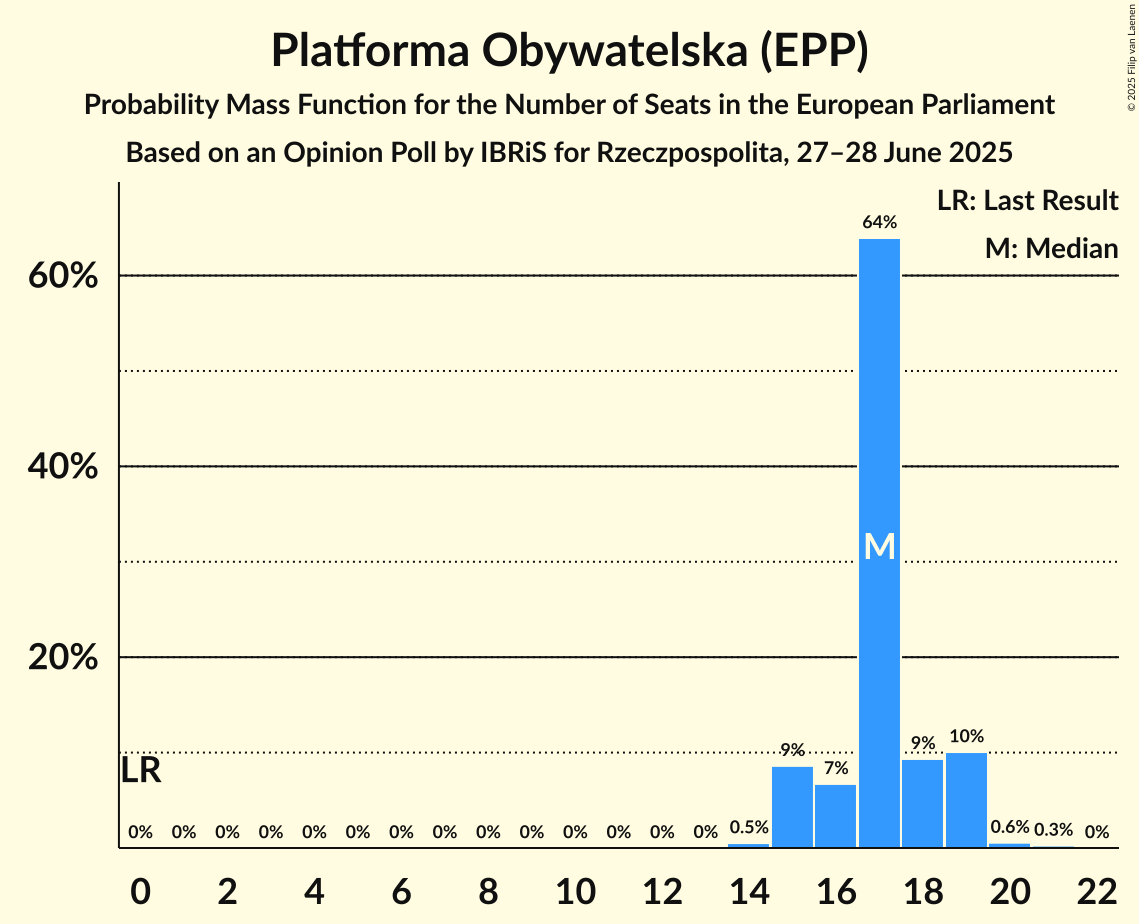 Platforma Obywatelska (EPP)
Probability Mass Function for the Number of Seats in the European Parliament
Based on an Opinion Poll by IBRiS for Rzeczpospolita, 27–28 June 2025
© 2025 Filip van Laenen
LR: Last Result
M: Median
60%
40%
20%
64%
M
LR
0% 0% 0% 0% 0% 0% 0% 0% 0% 0% 0% 0% 0% 0% 0.5% 9% 7% 9% 10% 0.6% 0.3% 0%
0 2 4 6 8 10 12 14 16 18 20 22